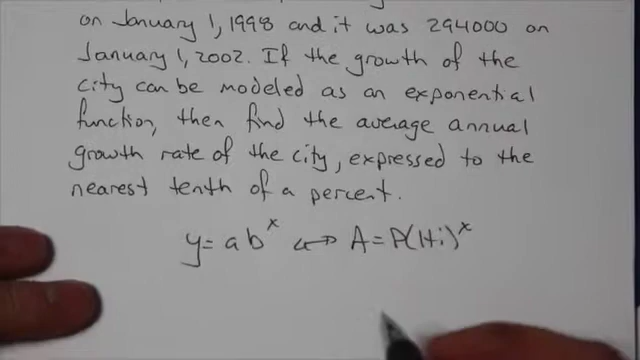 on January 1, 1998 and it was 294000 on
January 1, 2002. If the growth of the
city can be modeled as an exponential
function, then find the average annual
growth rate of the city, expressed to the
nearest tenth of a percent.
y = ab^x ↔ A = P(1+i)^x